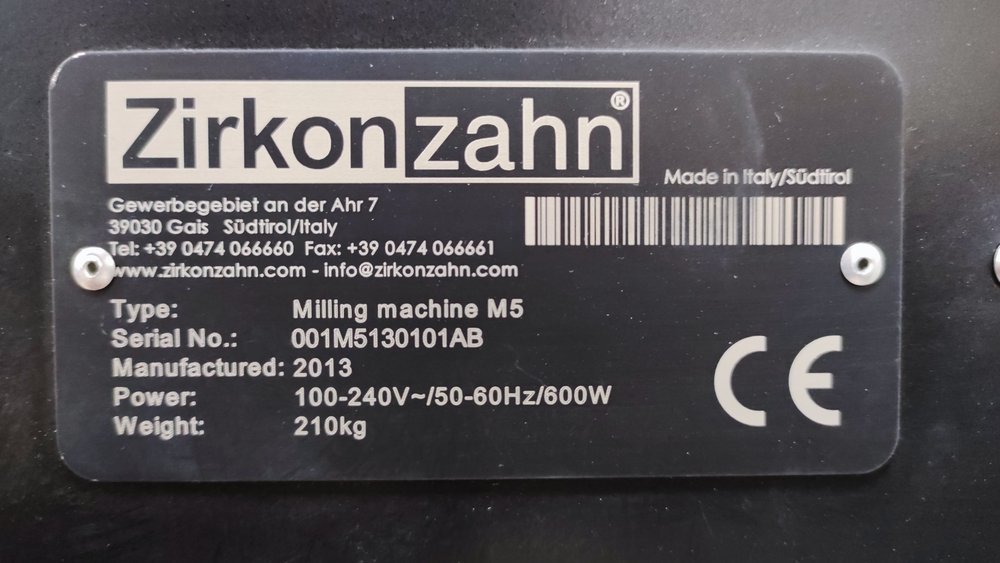 Zirkonzahn®
Made in Italy/Südtirol
Gewerbegebiet an der Ahr 7
39030 Gais Südtirol/Italy
Tel: +39 0474 066660 Fax: +39 0474 066661
www.zirkonzahn.com - info@zirkonzahn.com
Type: Milling machine M5
Serial No.: 001M5130101AB
Manufactured: 2013
Power: 100-240V~/50-60Hz/600W
Weight: 210kg
CE